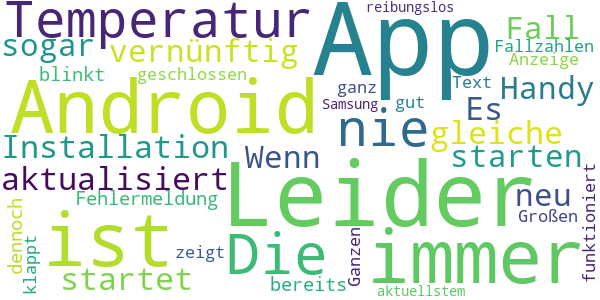 Temperatur
App
reibungslos
Fall
sogar
vernünftig
Fallzahlen
blinkt
geschlossen
Anzeige
Android
ganz
Text
Handy
Samsung
gut
Es
nie
Installation
gleiche
Wenn
starten
aktualisiert
Leider
neu
Fehlermeldung
Großen
ist
Die
immer
dennoch
klappt
startet
zeigt
bereits
Ganzen
aktuellstem
funktioniert